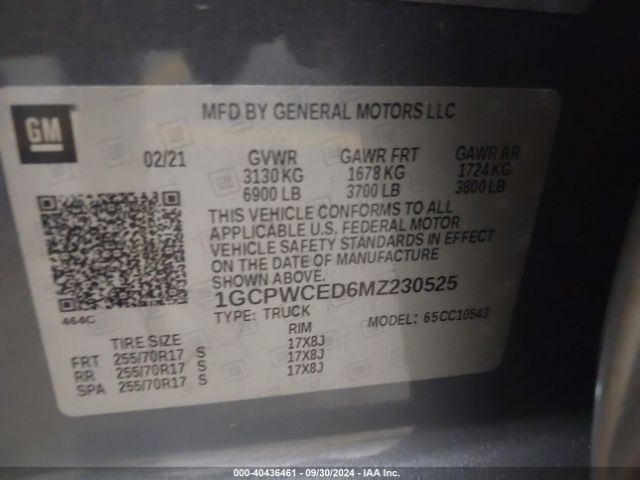 GM
MFD BY GENERAL MOTORS LLC
02/21 GVWR GAWR FRT GAWR RR
3130 KG 1678 KG 1724 KG
6900 LB 3700 LB 3800 LB
THIS VEHICLE CONFORMS TO ALL
APPLICABLE U.S. FEDERAL MOTOR
VEHICLE SAFETY STANDARDS IN EFFECT
ON THE DATE OF MANUFACTURE
SHOWN ABOVE.
1GCPWCED6MZ230525
464C
TYPE: TRUCK MODEL: 65CC10543
TIRE SIZE RIM
FRT 255/70R17 S 17X8J
RR 255/70R17 S 17X8J
SPA 255/70R17 S 17X8J
000-40436461 - 09/30/2024 - IAA Inc.